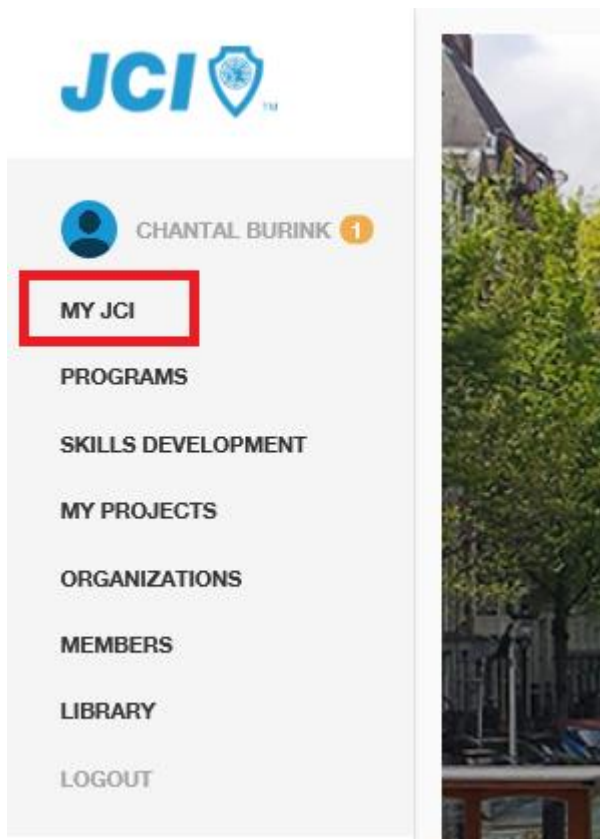 JCI
TM
CHANTAL BURINK 1
MY JCI
PROGRAMS
SKILLS DEVELOPMENT
MY PROJECTS
ORGANIZATIONS
MEMBERS
LIBRARY
LOGOUT